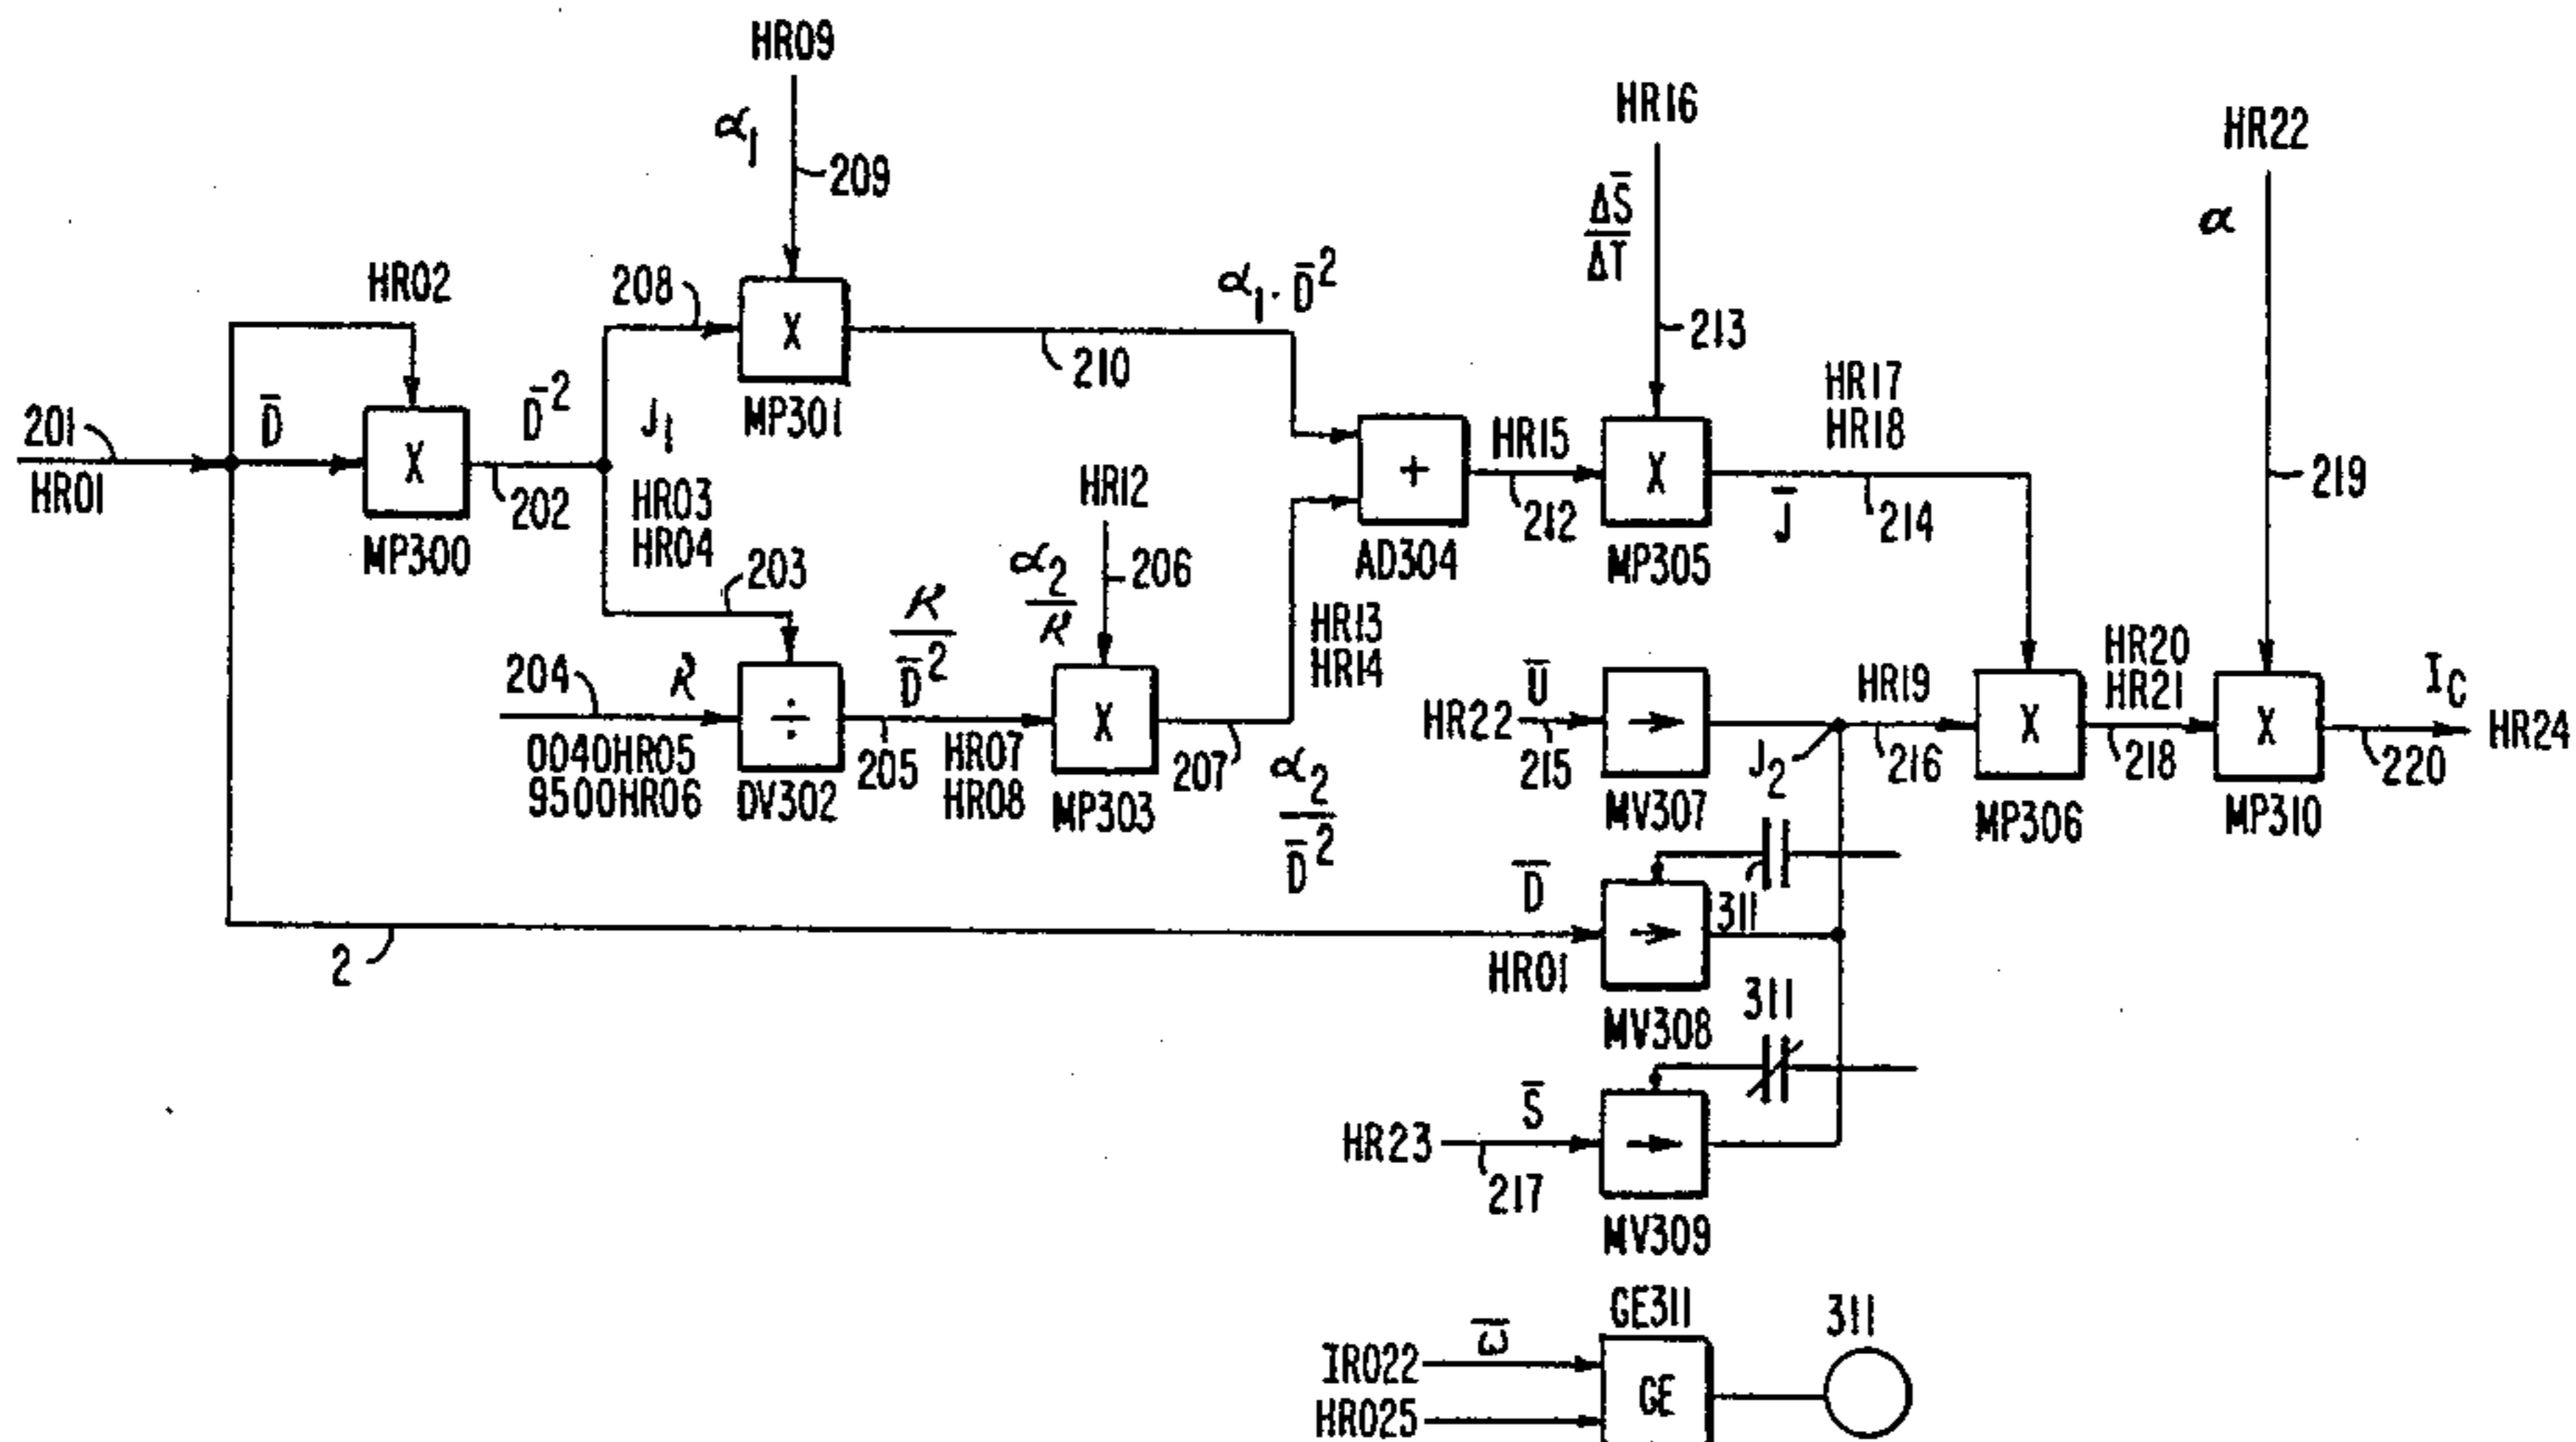 HR09
α₁
209
HR16
ΔS̄
ΔT
213
HR22
α
219
HR02
208
X
MP301
α₁·D̄²
210
201
HR01
D̄
X
MP300
D̄²
202
J₁
HR03
HR04
203
HR12
α₂
K
206
+
AD304
HR15
212
X
MP305
HR17
HR18
J̄
214
204
K
0040HR05
9500HR06
÷
DV302
K
D̄²
205
HR07
HR08
X
MP303
207
HR13
HR14
α₂
D̄²
HR22
Ū
215
→
MV307
J₂
HR19
216
X
MP306
HR20
HR21
218
X
MP310
I_C
220
HR24
2
D̄
HR01
→
MV308
311
311
HR23
S̄
217
→
MV309
GE311
IR022
ω̄
HR025
GE
311